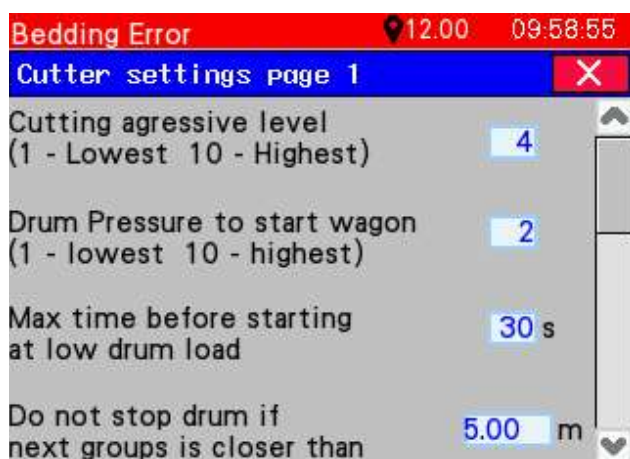 Bedding Error 12.00 09:58:55
Cutter settings page 1 X
Cutting agressive level
(1 - Lowest 10 - Highest) 4
Drum Pressure to start wagon
(1 - lowest 10 - highest) 2
Max time before starting
at low drum load 30 s
Do not stop drum if
next groups is closer than 5.00 m